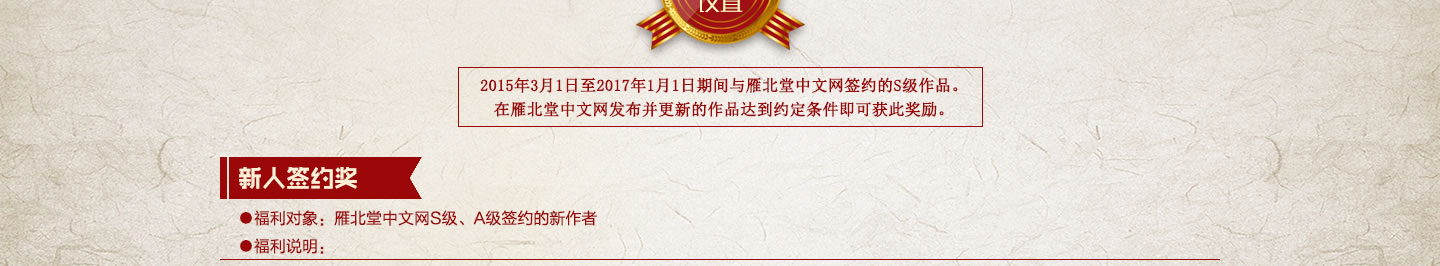 2015年3月1日至2017年1月1日期间与雁北堂中文网签约的S级作品。
在雁北堂中文网发布并更新的作品达到约定条件即可获此奖励。
新人签约奖
●福利对象：雁北堂中文网S级、A级签约的新作者
●福利说明：